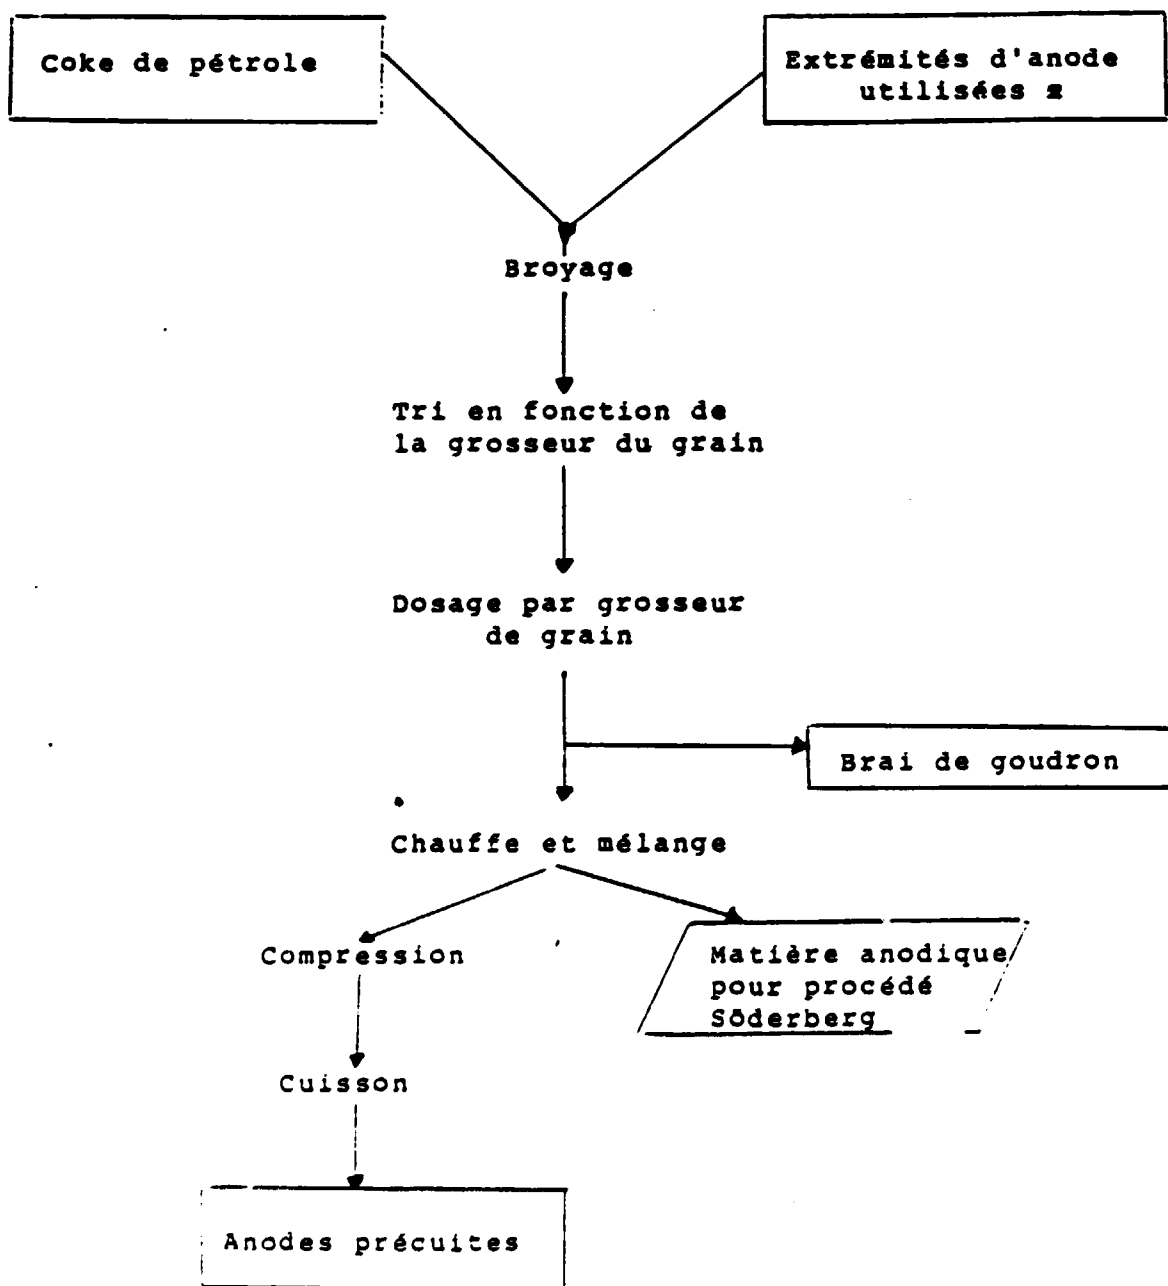 Coke de pétrole
Extrémités d'anode
utilisées x
Broyage
Tri en fonction de
la grosseur du grain
Dosage par grosseur
de grain
Brai de goudron
Chauffe et mélange
Compression
Matière anodique
pour procédé
Söderberg
Cuisson
Anodes précuites